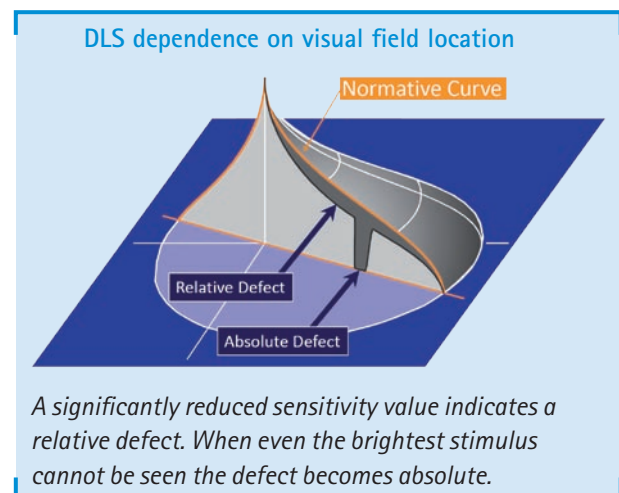 DLS dependence on visual field location
Normative Curve
Relative Defect
Absolute Defect
A significantly reduced sensitivity value indicates a
relative defect. When even the brightest stimulus
cannot be seen the defect becomes absolute.